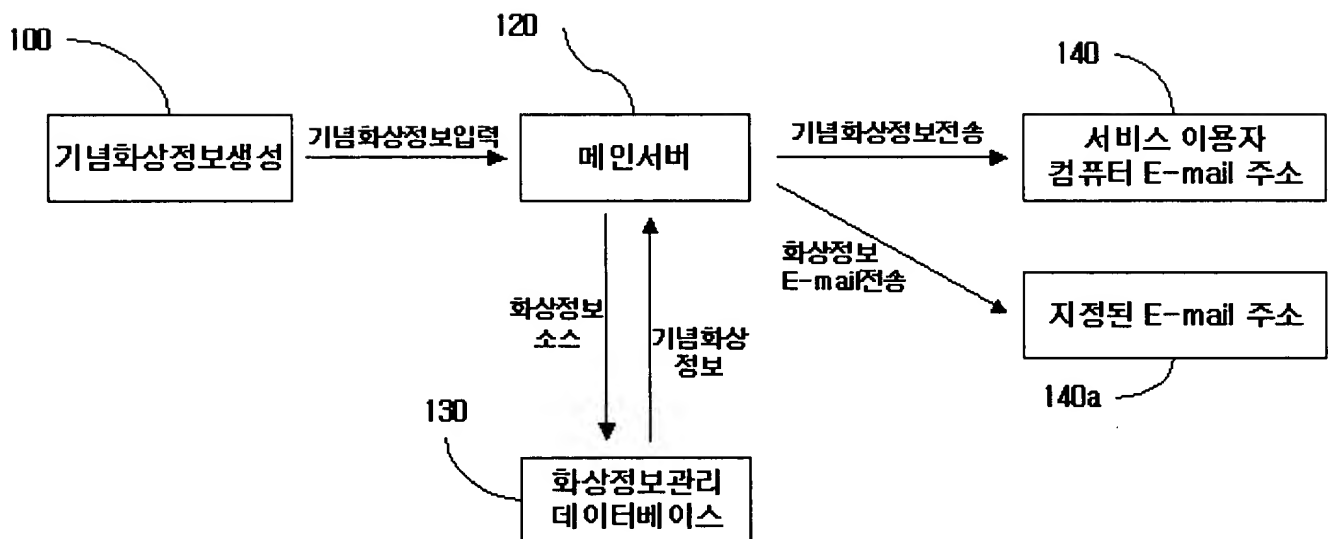 100
120
140
기념화상정보생성
기념화상정보입력
메인서버
기념화상정보전송
서비스 이용자
컴퓨터 E-mail 주소
화상정보
E-mail전송
지정된 E-mail 주소
140a
화상정보
소스
기념화상
정보
130
화상정보관리
데이터베이스